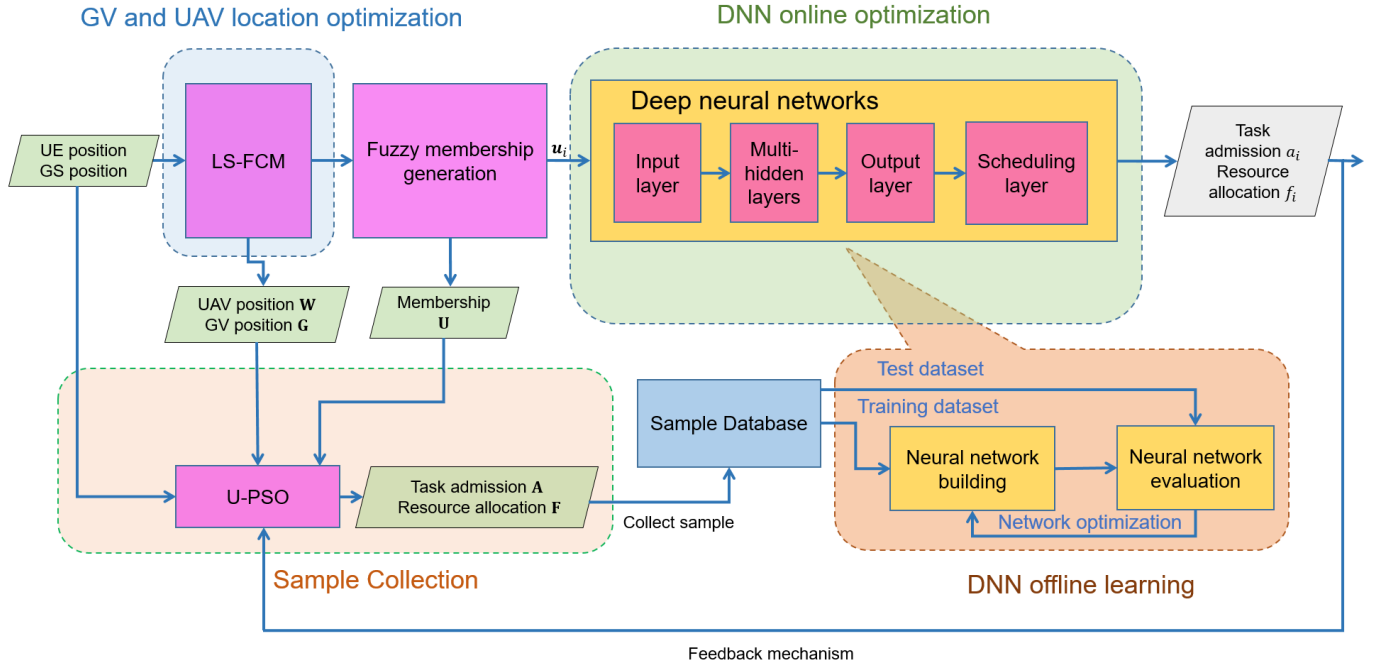 GV and UAV location optimization
DNN online optimization
UE position
GS position
LS-FCM
Fuzzy membership
generation
𝒖ᵢ
Deep neural networks
Input
layer
Multi-
hidden
layers
Output
layer
Scheduling
layer
Task
admission 𝑎ᵢ
Resource
allocation 𝑓ᵢ
UAV position 𝐖
GV position 𝐆
Membership
𝐔
Test dataset
Training dataset
Sample Database
Neural network
building
Neural network
evaluation
Network optimization
U-PSO
Task admission 𝐀
Resource allocation 𝐅
Collect sample
Sample Collection
DNN offline learning
Feedback mechanism